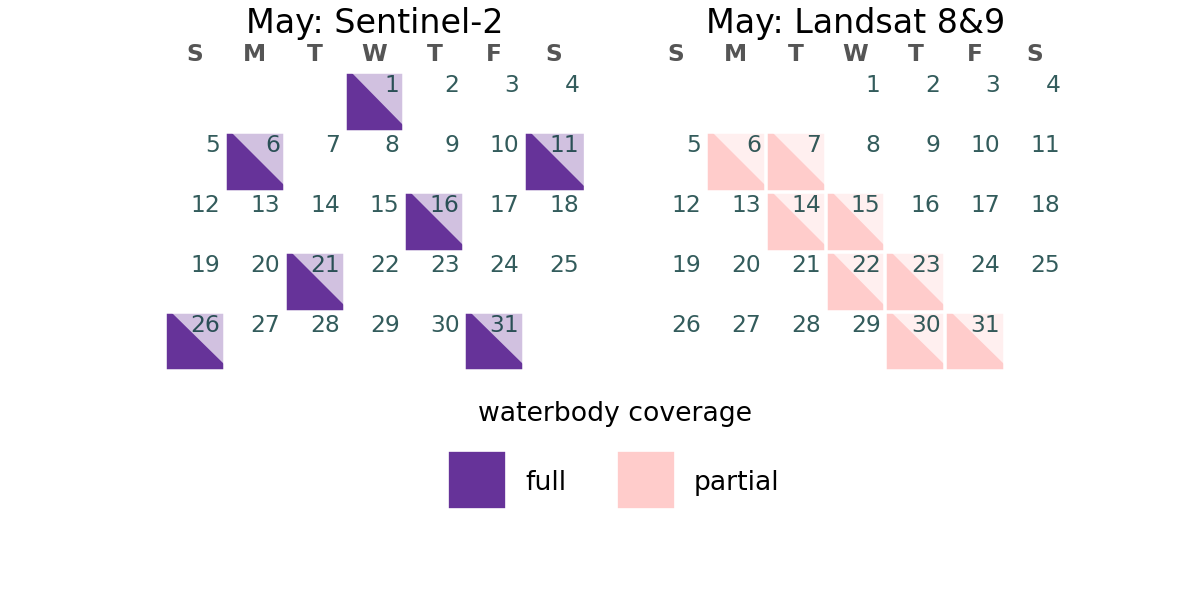 May: Sentinel-2
S M T W T F S
1 2 3 4
5 6 7 8 9 10 11
12 13 14 15 16 17 18
19 20 21 22 23 24 25
26 27 28 29 30 31
May: Landsat 8&9
S M T W T F S
1 2 3 4
5 6 7 8 9 10 11
12 13 14 15 16 17 18
19 20 21 22 23 24 25
26 27 28 29 30 31
waterbody coverage
full
partial